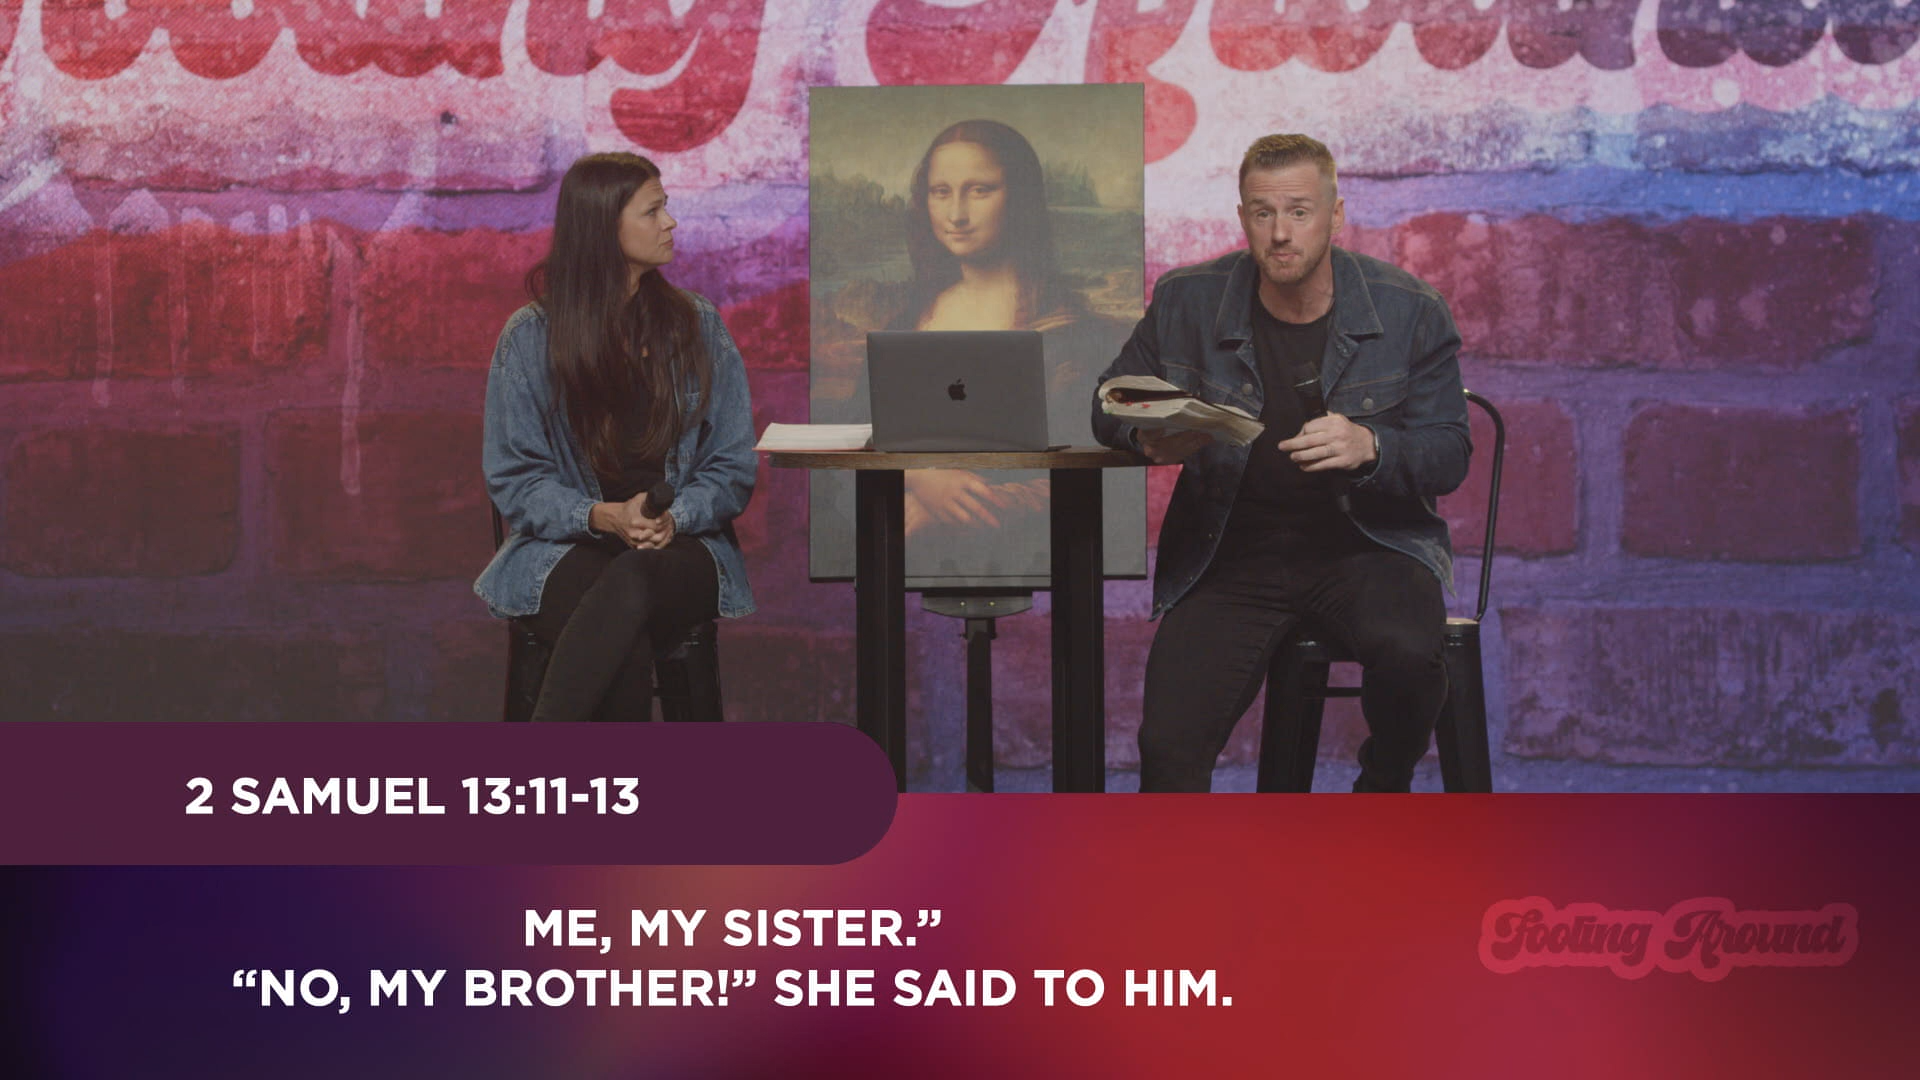 2 SAMUEL 13:11-13
ME, MY SISTER.”
“NO, MY BROTHER!” SHE SAID TO HIM.
Fooling Around